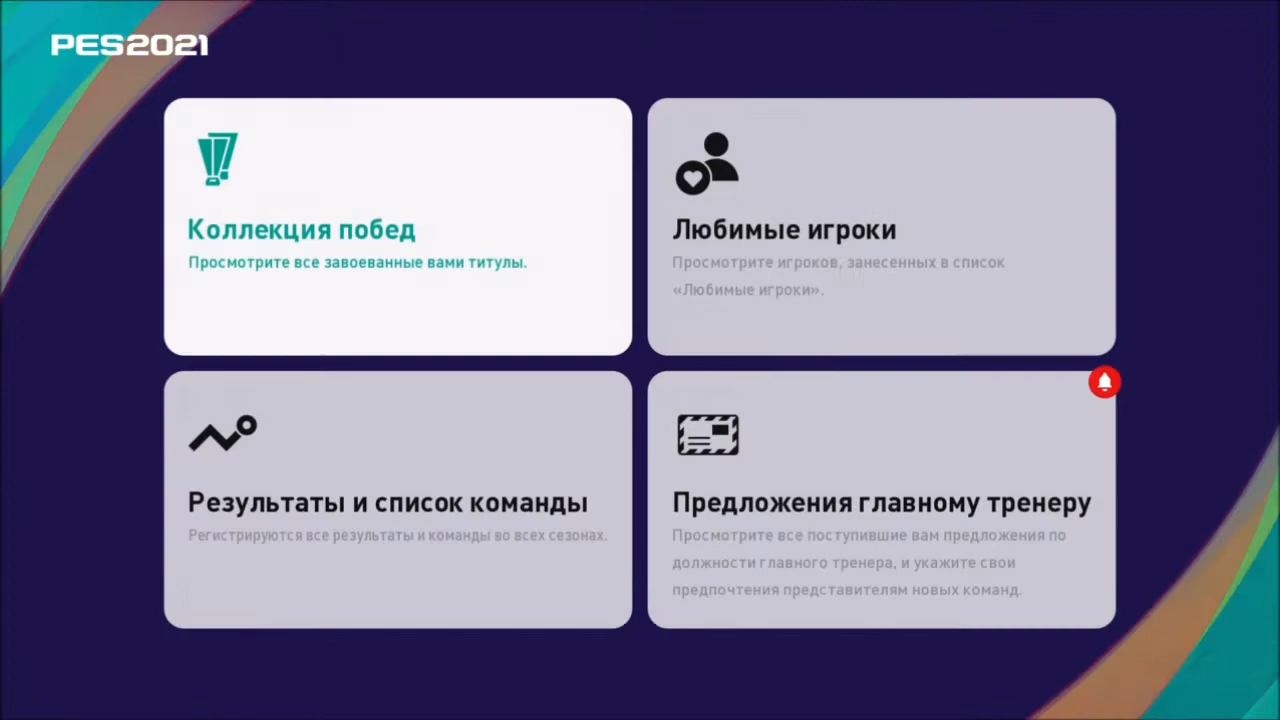 PES2021
Коллекция побед
Просмотрите все завоеванные вами титулы.
Любимые игроки
Просмотрите игроков, занесенных в список
«Любимые игроки».
Результаты и список команды
Регистрируются все результаты и команды во всех сезонах.
Предложения главному тренеру
Просмотрите все поступившие вам предложения по
должности главного тренера, и укажите свои
предпочтения представителям новых команд.